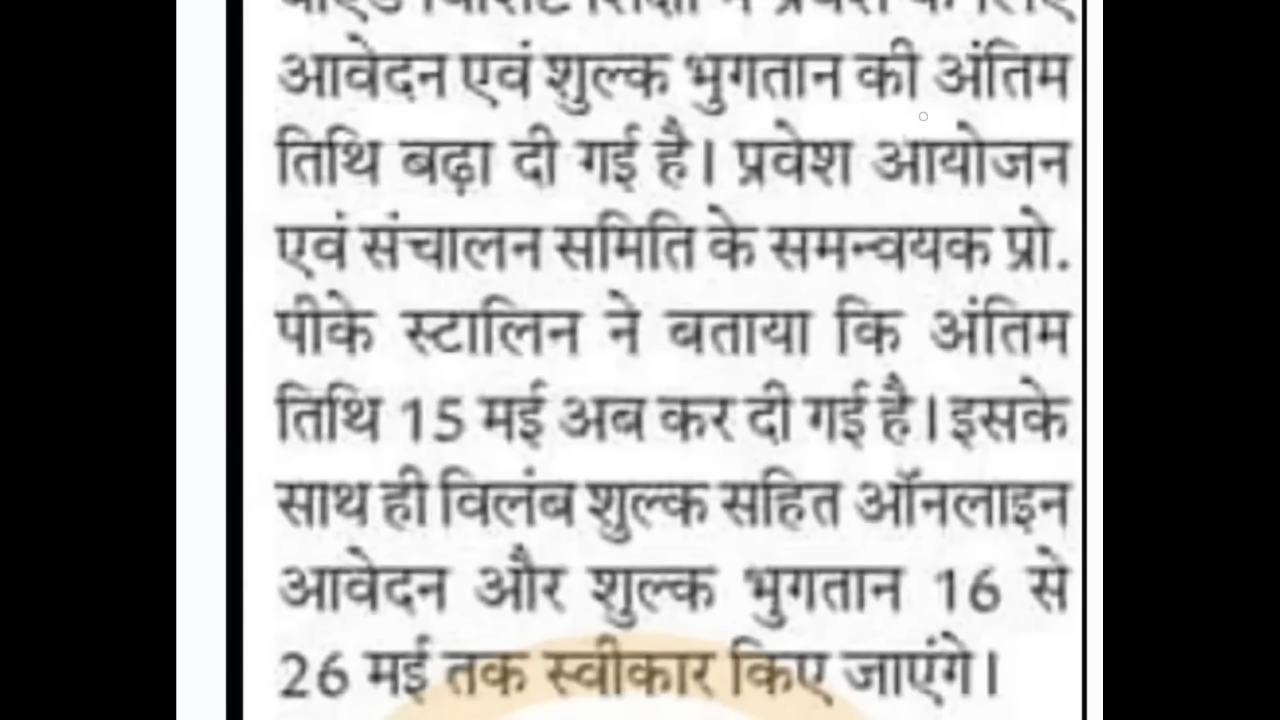 आवेदन एवं शुल्क भुगतान की अंतिम
तिथि बढ़ा दी गई है। प्रवेश आयोजन
एवं संचालन समिति के समन्वयक प्रो.
पीके स्टालिन ने बताया कि अंतिम
तिथि 15 मई अब कर दी गई है। इसके
साथ ही विलंब शुल्क सहित ऑनलाइन
आवेदन और शुल्क भुगतान 16 से
26 मई तक स्वीकार किए जाएंगे।